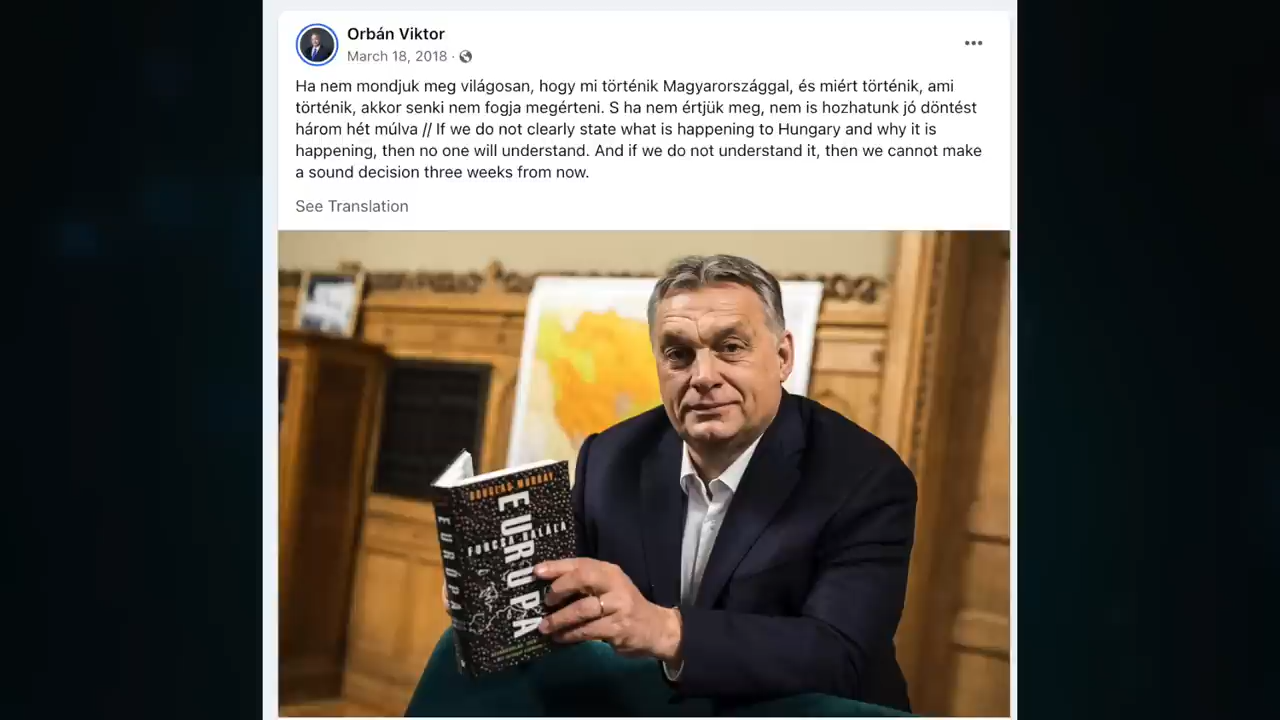 Orbán Viktor
March 18, 2018 ·
Ha nem mondjuk meg világosan, hogy mi történik Magyarországgal, és miért történik, ami
történik, akkor senki nem fogja megérteni. S ha nem értjük meg, nem is hozhatunk jó döntést
három hét múlva // If we do not clearly state what is happening to Hungary and why it is
happening, then no one will understand. And if we do not understand it, then we cannot make
a sound decision three weeks from now.
See Translation
DOUGLAS MURRAY
EURÓPA
FURCSA HALÁLA
EURÓPA